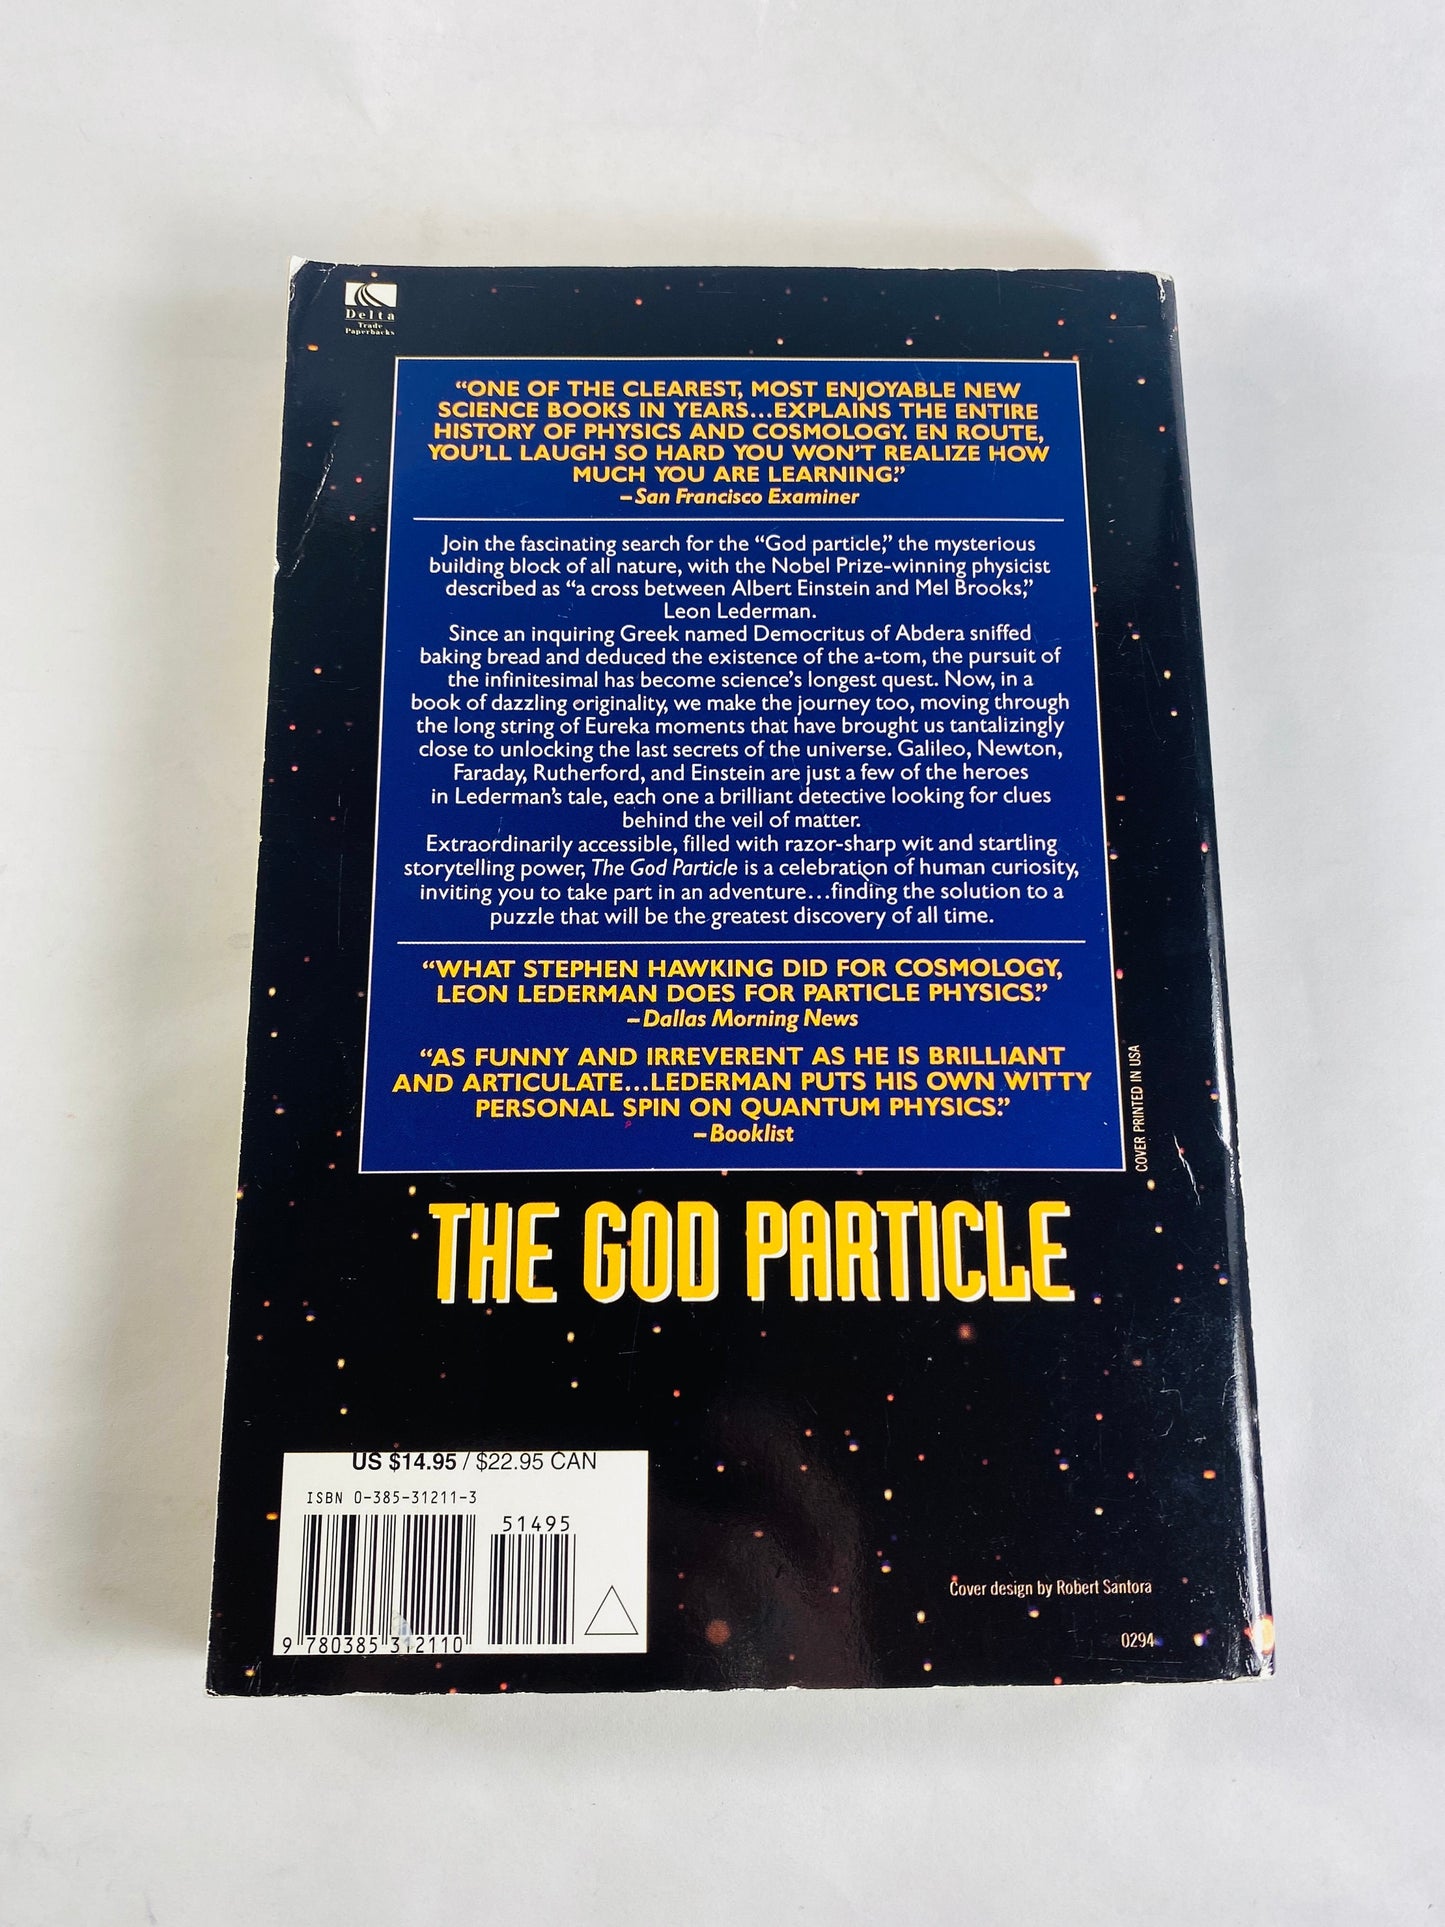 Delta
Trade
Paperbacks
“ONE OF THE CLEAREST, MOST ENJOYABLE NEW
SCIENCE BOOKS IN YEARS...EXPLAINS THE ENTIRE
HISTORY OF PHYSICS AND COSMOLOGY. EN ROUTE,
YOU’LL LAUGH SO HARD YOU WON’T REALIZE HOW
MUCH YOU ARE LEARNING.”
–San Francisco Examiner
Join the fascinating search for the “God particle,” the mysterious
building block of all nature, with the Nobel Prize-winning physicist
described as “a cross between Albert Einstein and Mel Brooks,”
Leon Lederman.
Since an inquiring Greek named Democritus of Abdera sniffed
baking bread and deduced the existence of the a-tom, the pursuit of
the infinitesimal has become science’s longest quest. Now, in a
book of dazzling originality, we make the journey too, moving through
the long string of Eureka moments that have brought us tantalizingly
close to unlocking the last secrets of the universe. Galileo, Newton,
Faraday, Rutherford, and Einstein are just a few of the heroes
in Lederman’s tale, each one a brilliant detective looking for clues
behind the veil of matter.
Extraordinarily accessible, filled with razor-sharp wit and startling
storytelling power, The God Particle is a celebration of human curiosity,
inviting you to take part in an adventure...finding the solution to a
puzzle that will be the greatest discovery of all time.
“WHAT STEPHEN HAWKING DID FOR COSMOLOGY,
LEON LEDERMAN DOES FOR PARTICLE PHYSICS.”
–Dallas Morning News
“AS FUNNY AND IRREVERENT AS HE IS BRILLIANT
AND ARTICULATE...LEDERMAN PUTS HIS OWN WITTY
PERSONAL SPIN ON QUANTUM PHYSICS.”
–Booklist
COVER PRINTED IN USA
THE GOD PARTICLE
US $14.95 / $22.95 CAN
ISBN 0-385-31211-3
51495
9 780385 312110
Cover design by Robert Santora
0294